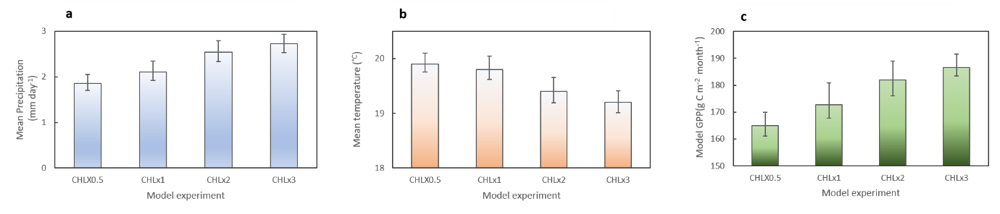 a
Mean Precipitation
(mm day-1)
3
2
1
0
CHLX0.5 CHLx1 CHLx2 CHLx3
Model experiment
b
Mean temperature (°C)
20
19
18
CHLX0.5 CHLx1 CHLx2 CHLx3
Model experiment
c
Model GPP(g C m-2 month-1)
200
190
180
170
160
150
CHLX0.5 CHLx1 CHLx2 CHLx3
Model experiment